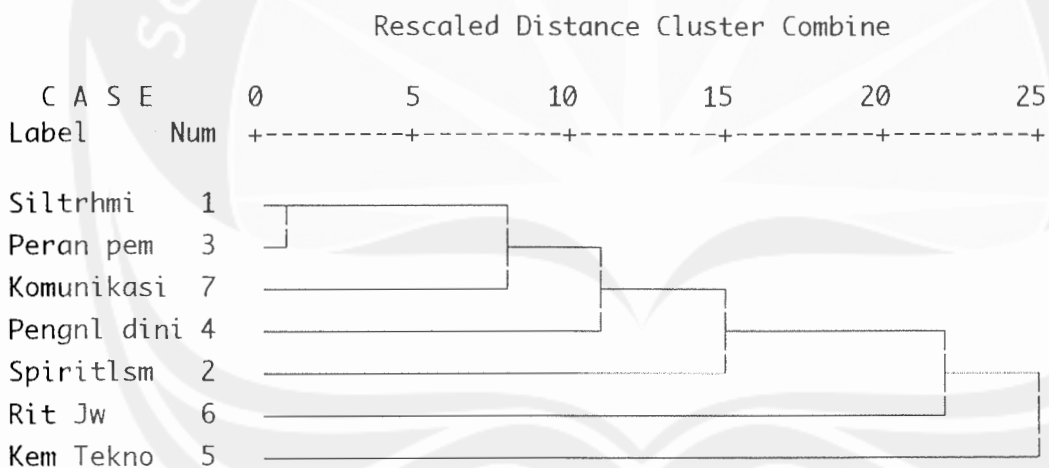 Rescaled Distance Cluster Combine
C A S E 0 5 10 15 20 25
Label Num +---------+---------+---------+---------+---------+
Siltrhmi 1
Peran pem 3
Komunikasi 7
Pengnl dini 4
Spiritlsm 2
Rit Jw 6
Kem Tekno 5